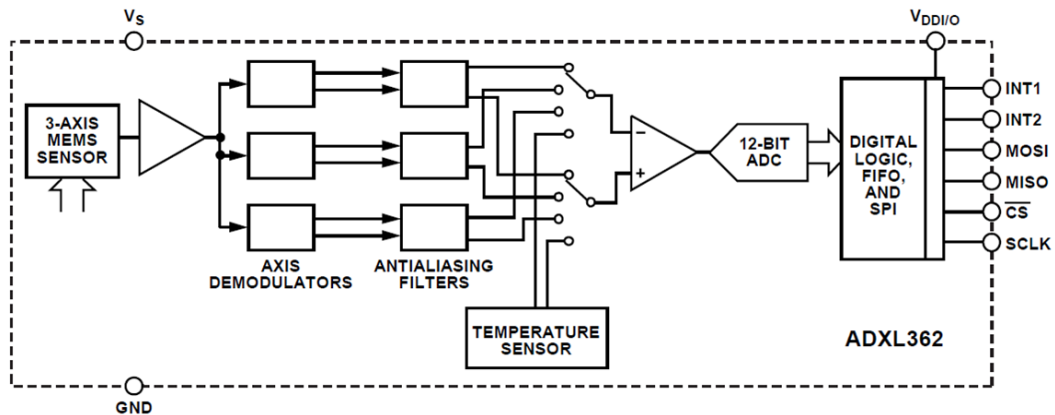 VS
VDDI/O
3-AXIS
MEMS
SENSOR
AXIS
DEMODULATORS
ANTIALIASING
FILTERS
TEMPERATURE
SENSOR
−
+
12-BIT
ADC
DIGITAL
LOGIC,
FIFO,
AND
SPI
INT1
INT2
MOSI
MISO
C̅S̅
SCLK
ADXL362
GND